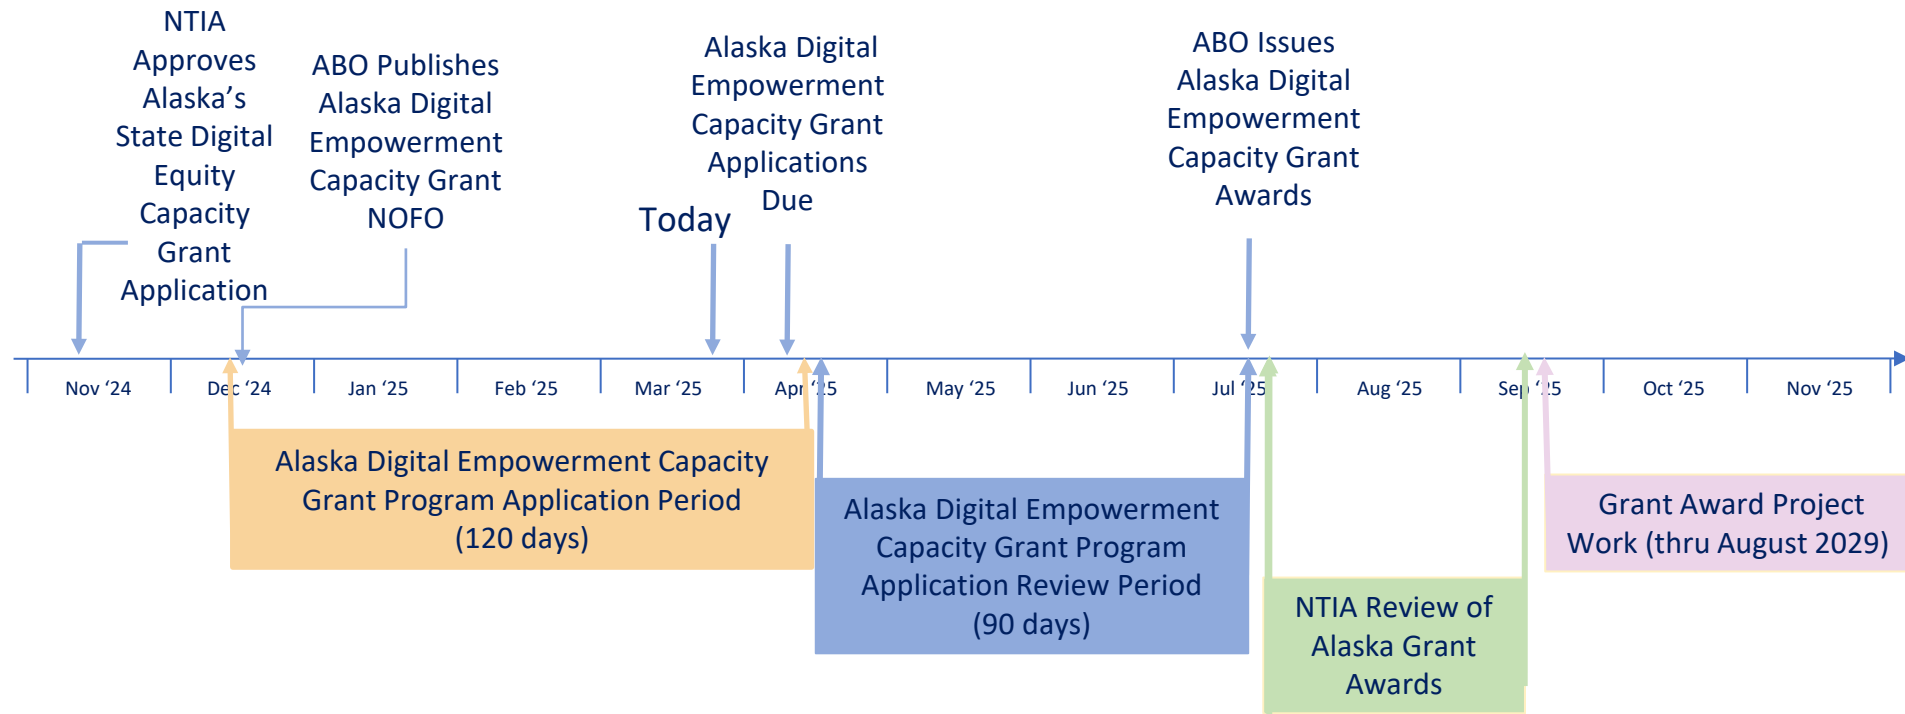 NTIA
Approves
Alaska’s
State Digital
Equity
Capacity
Grant
Application
ABO Publishes
Alaska Digital
Empowerment
Capacity Grant
NOFO
Today
Alaska Digital
Empowerment
Capacity Grant
Applications
Due
ABO Issues
Alaska Digital
Empowerment
Capacity Grant
Awards
Nov ‘24
Dec ‘24
Jan ‘25
Feb ‘25
Mar ‘25
Apr ‘25
May ‘25
Jun ‘25
Jul ‘25
Aug ‘25
Sep ‘25
Oct ‘25
Nov ‘25
Alaska Digital Empowerment Capacity
Grant Program Application Period
(120 days)
Alaska Digital Empowerment
Capacity Grant Program
Application Review Period
(90 days)
NTIA Review of
Alaska Grant
Awards
Grant Award Project
Work (thru August 2029)